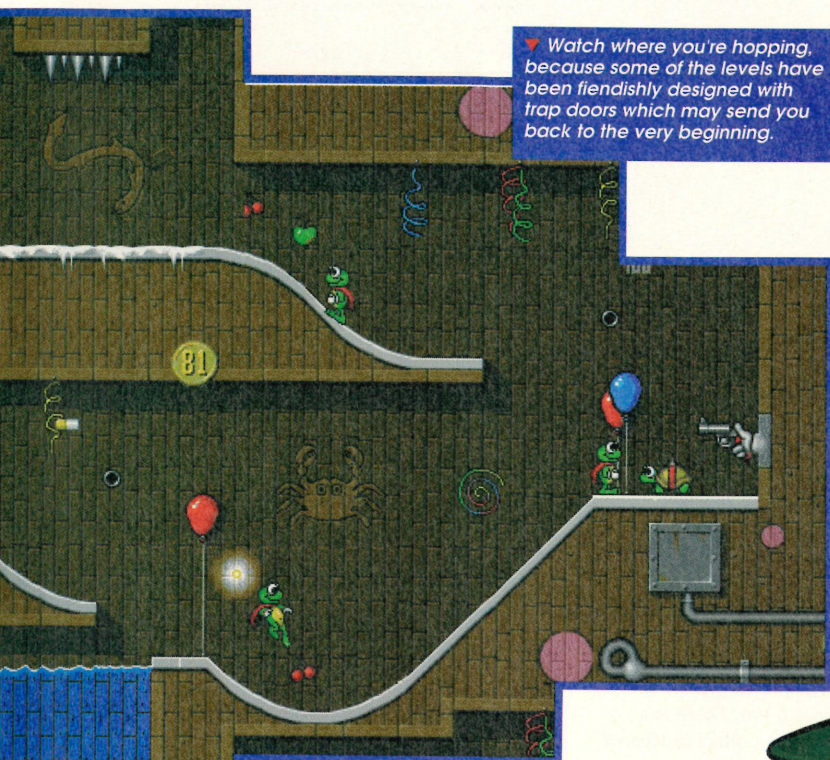 Watch where you're hopping,
because some of the levels have
been fiendishly designed with
trap doors which may send you
back to the very beginning.
81